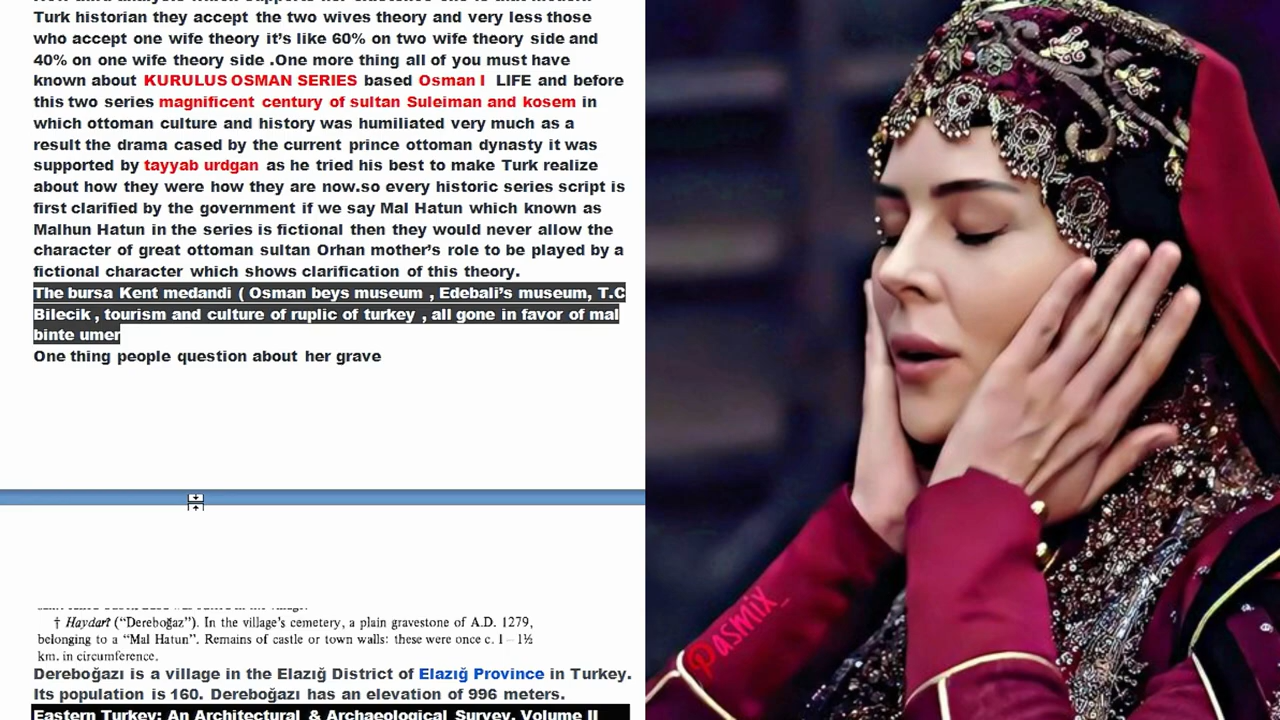 Turk historian they accept the two wives theory and very less those
who accept one wife theory it's like 60% on two wife theory side and
40% on one wife theory side .One more thing all of you must have
known about KURULUS OSMAN SERIES based Osman I LIFE and before
this two series magnificent century of sultan Suleiman and kosem in
which ottoman culture and history was humiliated very much as a
result the drama cased by the current prince ottoman dynasty it was
supported by tayyab urdgan as he tried his best to make Turk realize
about how they were how they are now.so every historic series script is
first clarified by the government if we say Mal Hatun which known as
Malhun Hatun in the series is fictional then they would never allow the
character of great ottoman sultan Orhan mother's role to be played by a
fictional character which shows clarification of this theory.
The bursa Kent medandi ( Osman beys museum , Edebali's museum, T.C
Bilecik , tourism and culture of ruplic of turkey , all gone in favor of mal
binte umer
One thing people question about her grave
† Haydarî ("Dereboğaz"). In the village's cemetery, a plain gravestone of A.D. 1279,
belonging to a "Mal Hatun". Remains of castle or town walls: these were once c. 1–1½
km. in circumference.
Dereboğazı is a village in the Elazığ District of Elazığ Province in Turkey.
Its population is 160. Dereboğazı has an elevation of 996 meters.
Eastern Turkey: An Architectural & Archaeological Survey, Volume II
Pasmix_